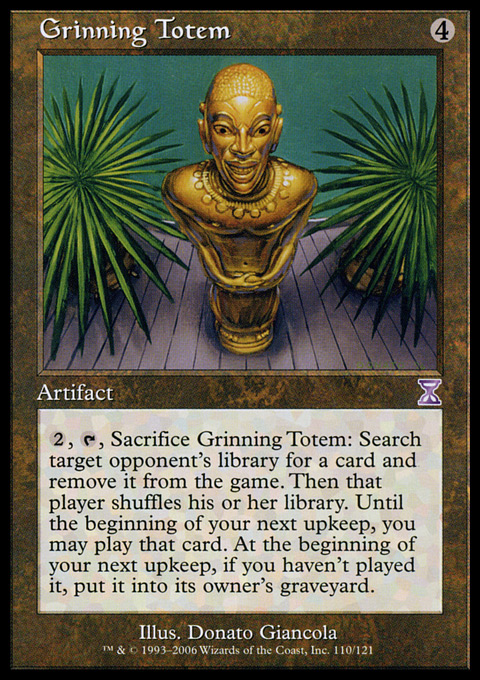 Grinning Totem 4
Artifact
2, , Sacrifice Grinning Totem: Search
target opponent's library for a card and
remove it from the game. Then that
player shuffles his or her library. Until
the beginning of your next upkeep, you
may play that card. At the beginning of
your next upkeep, if you haven't played
it, put it into its owner's graveyard.
Illus. Donato Giancola
™ & © 1993–2006 Wizards of the Coast, Inc. 110/121